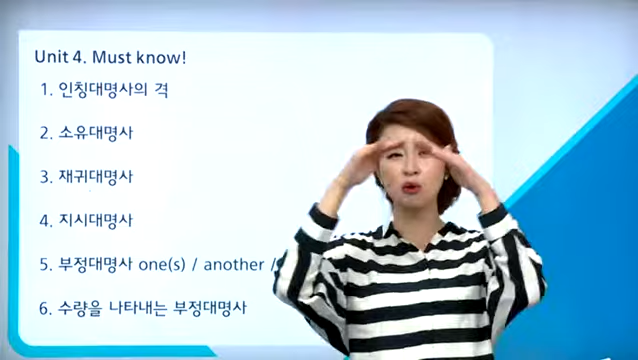 Unit 4. Must know!
1. 인칭대명사의 격
2. 소유대명사
3. 재귀대명사
4. 지시대명사
5. 부정대명사 one(s) / another /
6. 수량을 나타내는 부정대명사